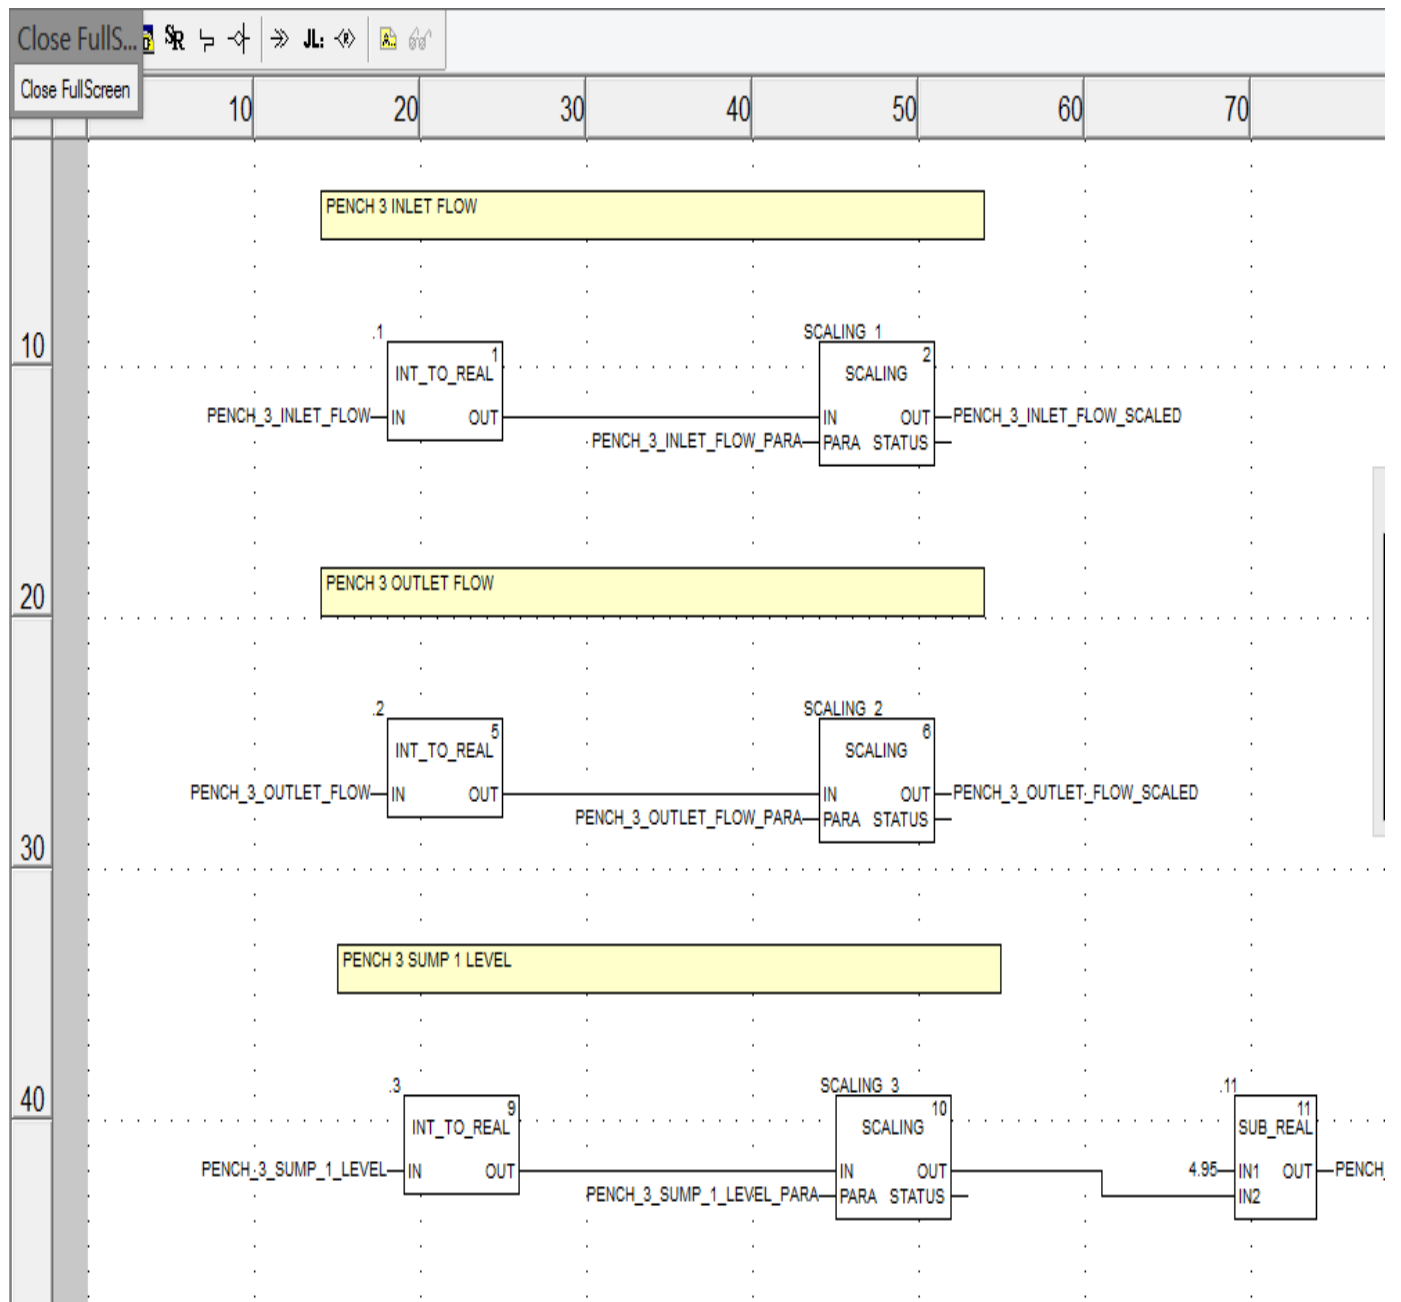 Close FullS...
SR
JL:
Close FullScreen
10 20 30 40 50 60 70
PENCH 3 INLET FLOW
10
.1
1
INT_TO_REAL
PENCH_3_INLET_FLOW IN OUT
SCALING_1
2
SCALING
IN OUT PENCH_3_INLET_FLOW_SCALED
PENCH_3_INLET_FLOW_PARA PARA STATUS
PENCH 3 OUTLET FLOW
20
.2
5
INT_TO_REAL
PENCH_3_OUTLET_FLOW IN OUT
SCALING_2
6
SCALING
IN OUT PENCH_3_OUTLET_FLOW_SCALED
PENCH_3_OUTLET_FLOW_PARA PARA STATUS
30
PENCH 3 SUMP 1 LEVEL
40
.3
9
INT_TO_REAL
PENCH_3_SUMP_1_LEVEL IN OUT
SCALING_3
10
SCALING
IN OUT
PENCH_3_SUMP_1_LEVEL_PARA PARA STATUS
.11
11
SUB_REAL
4.95 IN1 OUT PENCH_
IN2